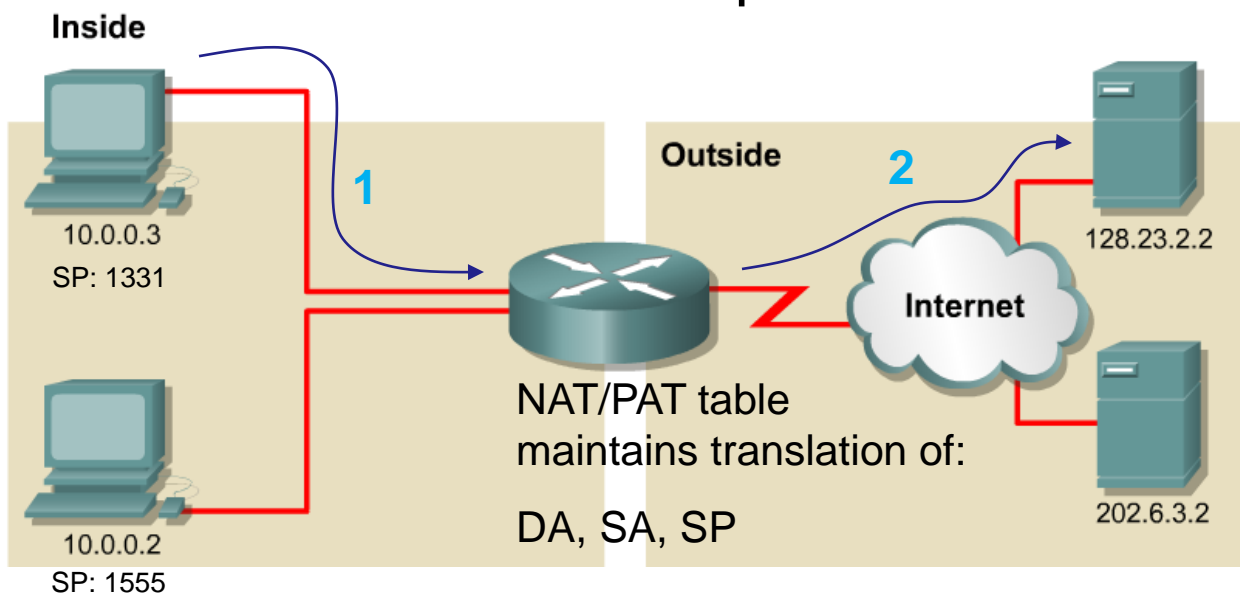 Inside
10.0.0.3
SP: 1331
1
Outside
2
128.23.2.2
Internet
NAT/PAT table
maintains translation of:
DA, SA, SP
202.6.3.2
10.0.0.2
SP: 1555